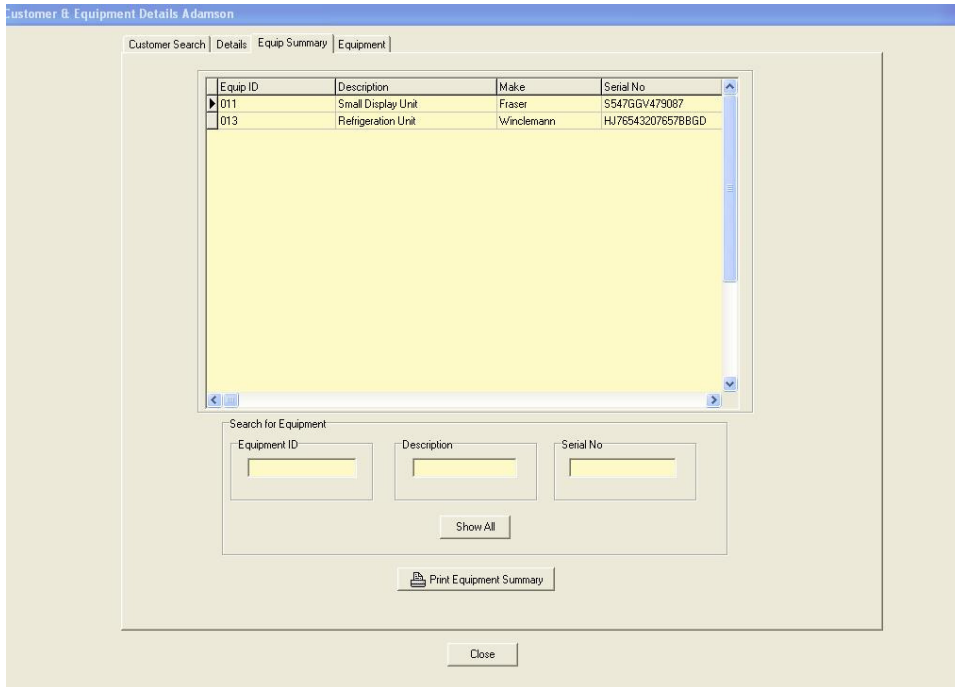 Customer & Equipment Details Adamson
Customer Search Details Equip Summary Equipment
Equip ID Description Make Serial No
011 Small Display Unit Fraser S547GGV479087
013 Refrigeration Unit Winclemann HJ76543207657BBGD
Search for Equipment
Equipment ID Description Serial No
Show All
Print Equipment Summary
Close